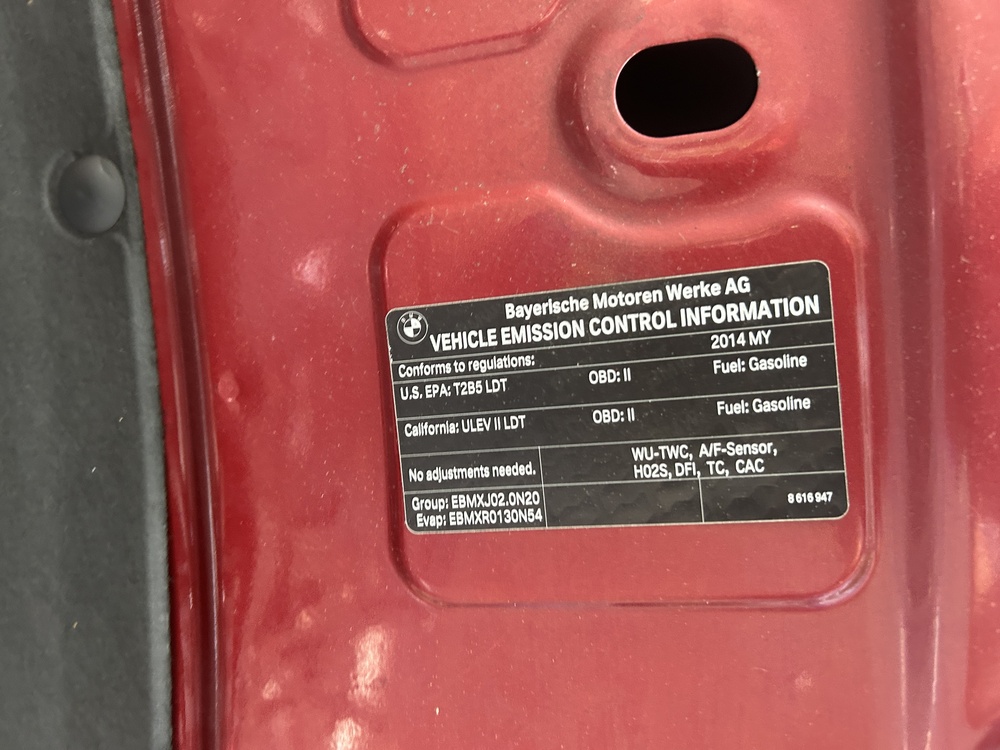 BMW
Bayerische Motoren Werke AG
VEHICLE EMISSION CONTROL INFORMATION
2014 MY
Conforms to regulations:
U.S. EPA: T2B5 LDT OBD: II Fuel: Gasoline
California: ULEV II LDT OBD: II Fuel: Gasoline
No adjustments needed.
WU-TWC, A/F-Sensor,
H02S, DFI, TC, CAC
Group: EBMXJ02.0N20
Evap: EBMXR0130N54
8 616 947